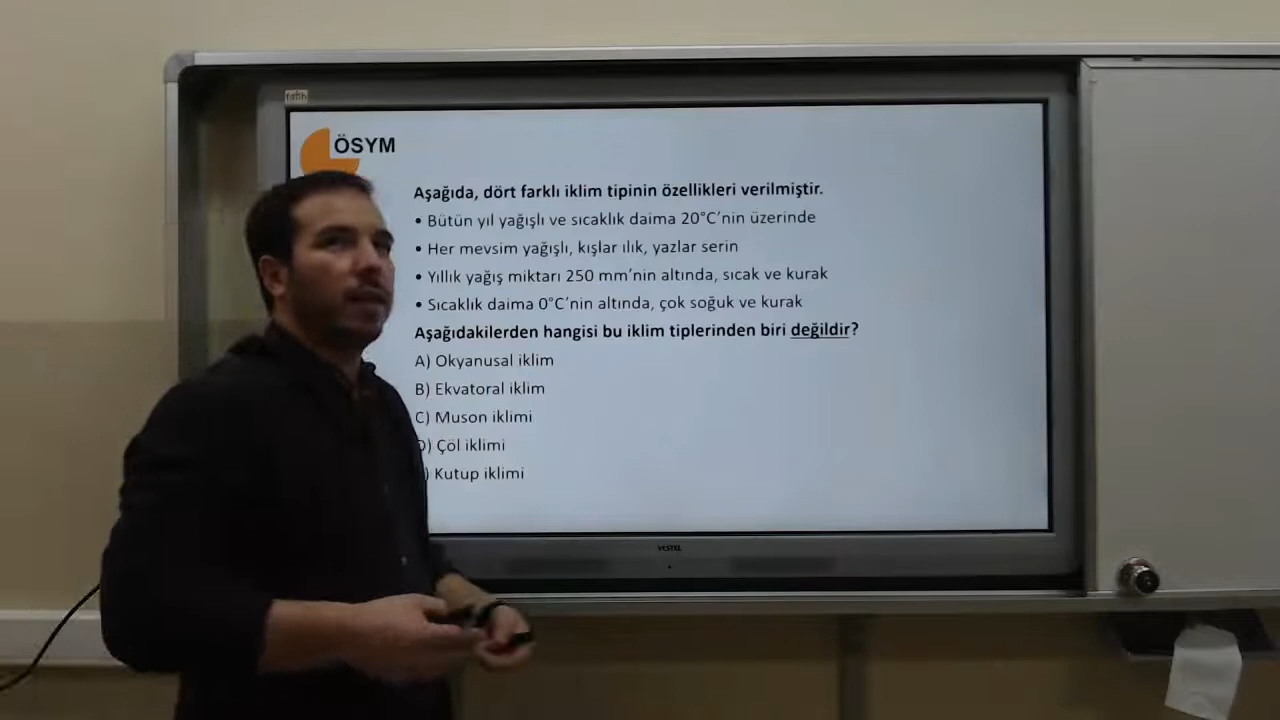 fatih
ÖSYM
Aşağıda, dört farklı iklim tipinin özellikleri verilmiştir.
• Bütün yıl yağışlı ve sıcaklık daima 20°C’nin üzerinde
• Her mevsim yağışlı, kışlar ılık, yazlar serin
• Yıllık yağış miktarı 250 mm’nin altında, sıcak ve kurak
• Sıcaklık daima 0°C’nin altında, çok soğuk ve kurak
Aşağıdakilerden hangisi bu iklim tiplerinden biri değildir?
A) Okyanusal iklim
B) Ekvatoral iklim
C) Muson iklimi
D) Çöl iklimi
) Kutup iklimi
VESTEL